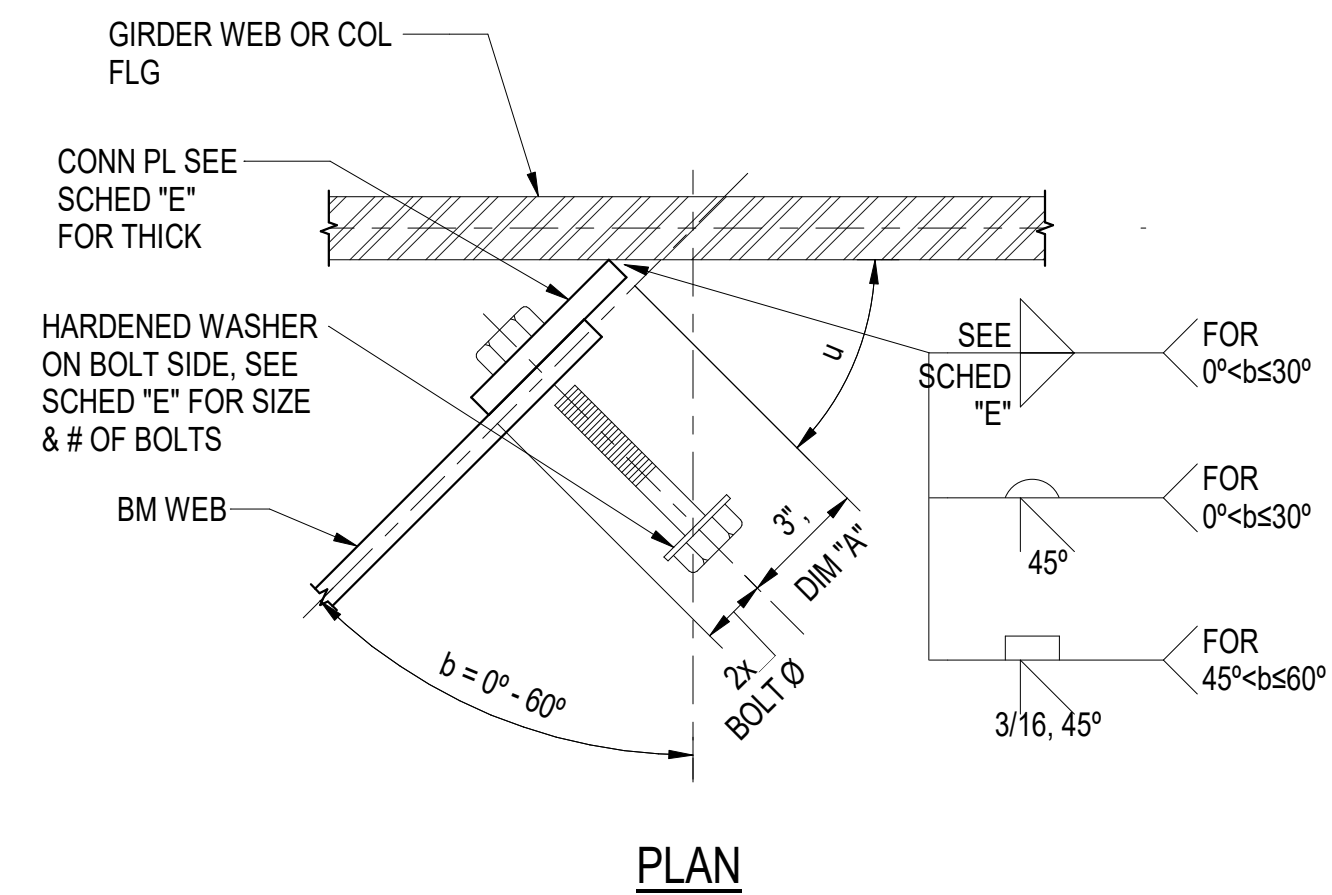 GIRDER WEB OR COL
FLG
CONN PL SEE
SCHED "E"
FOR THICK
HARDENED WASHER
ON BOLT SIDE, SEE
SCHED "E" FOR SIZE
& # OF BOLTS
BM WEB
b = 0º - 60º
u
3",
DIM "A"
2x
BOLT Ø
SEE
SCHED
"E"
FOR
0º<b≤30º
45º
FOR
0º<b≤30º
3/16, 45º
FOR
45º<b≤60º
PLAN